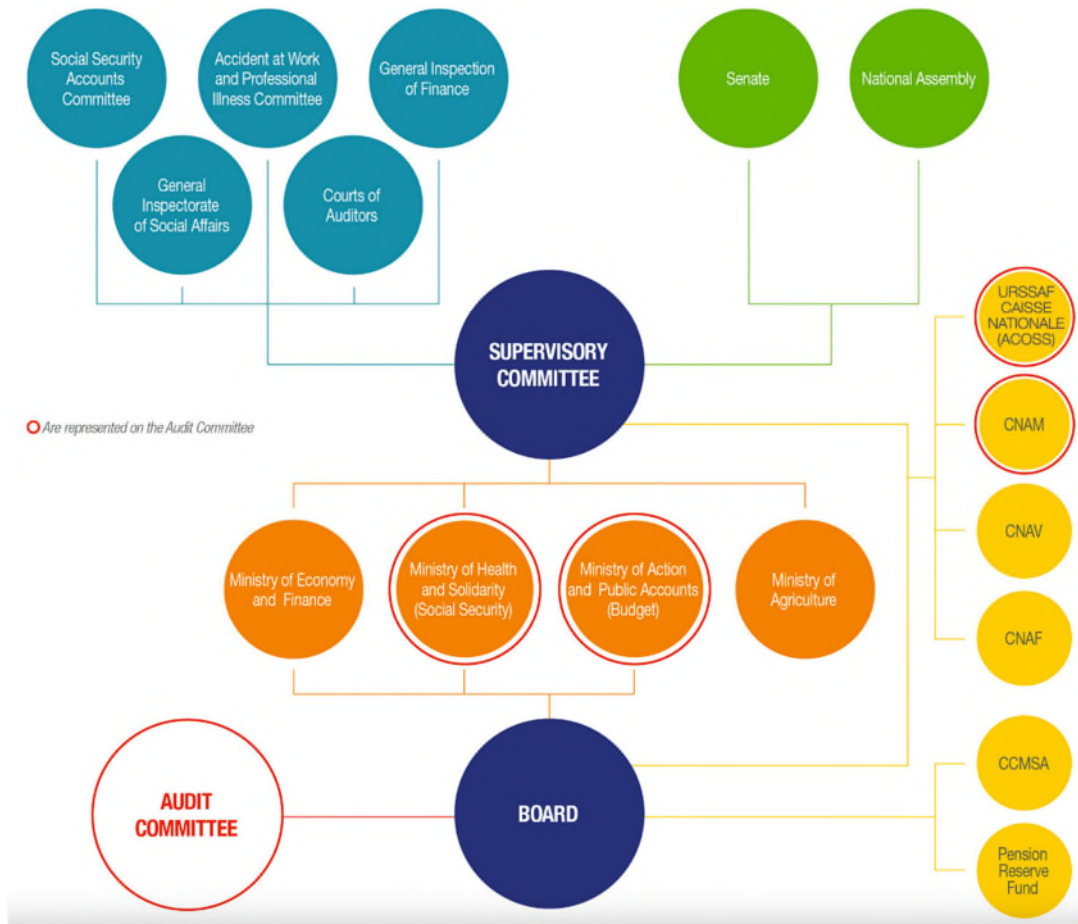 Social Security
Accounts
Committee
Accident at Work
and Professional
Illness Committee
General Inspection
of Finance
General
Inspectorate
of Social Affairs
Courts of
Auditors
Senate
National Assembly
SUPERVISORY
COMMITTEE
URSSAF
CAISSE
NATIONALE
(ACOSS)
CNAM
CNAV
CNAF
Are represented on the Audit Committee
Ministry of Economy
and Finance
Ministry of Health
and Solidarity
(Social Security)
Ministry of Action
and Public Accounts
(Budget)
Ministry of
Agriculture
AUDIT
COMMITTEE
BOARD
CCMSA
Pension
Reserve
Fund